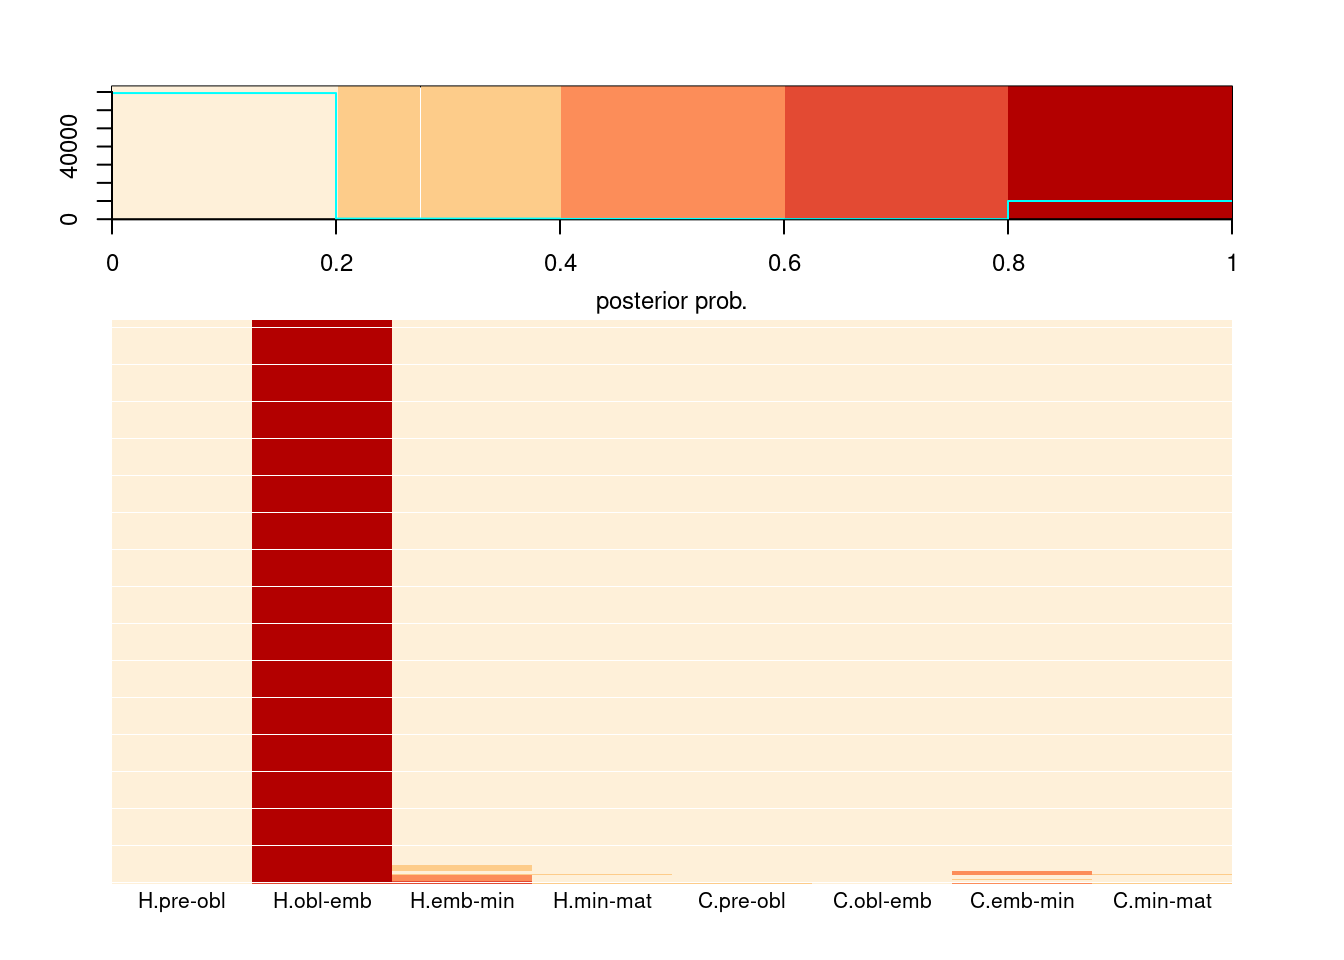 40000
0
0 0.2 0.4 0.6 0.8 1
posterior prob.
H.pre-obl H.obl-emb H.emb-min H.min-mat C.pre-obl C.obl-emb C.emb-min C.min-mat